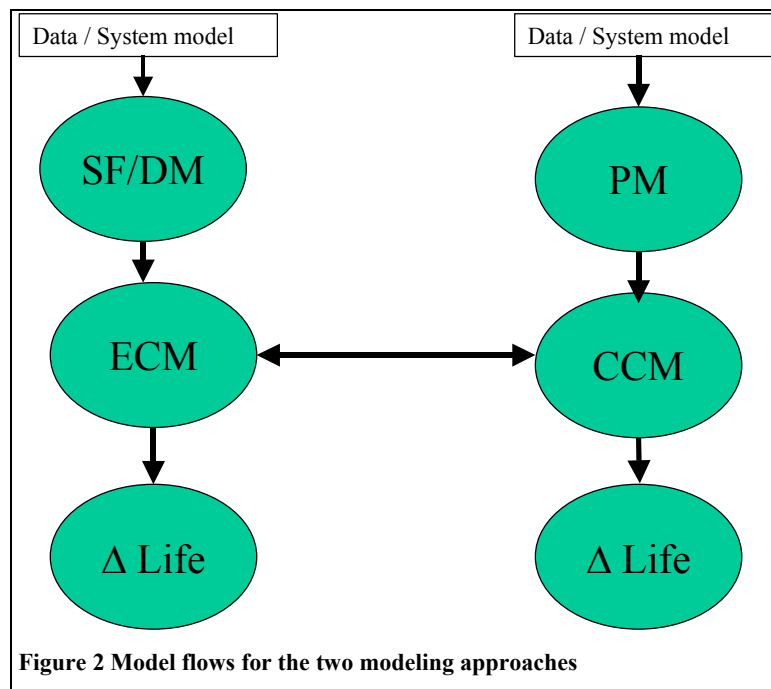 Data / System model
Data / System model
SF/DM
PM
ECM
CCM
Δ Life
Δ Life
Figure 2 Model flows for the two modeling approaches